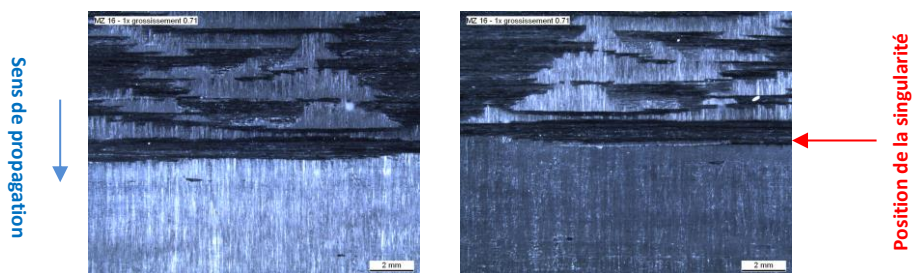 Sens de propagation
MZ 16 - 1x grossissement 0.71
2 mm
MZ 16 - 1x grossissement 0.71
2 mm
Position de la singularité